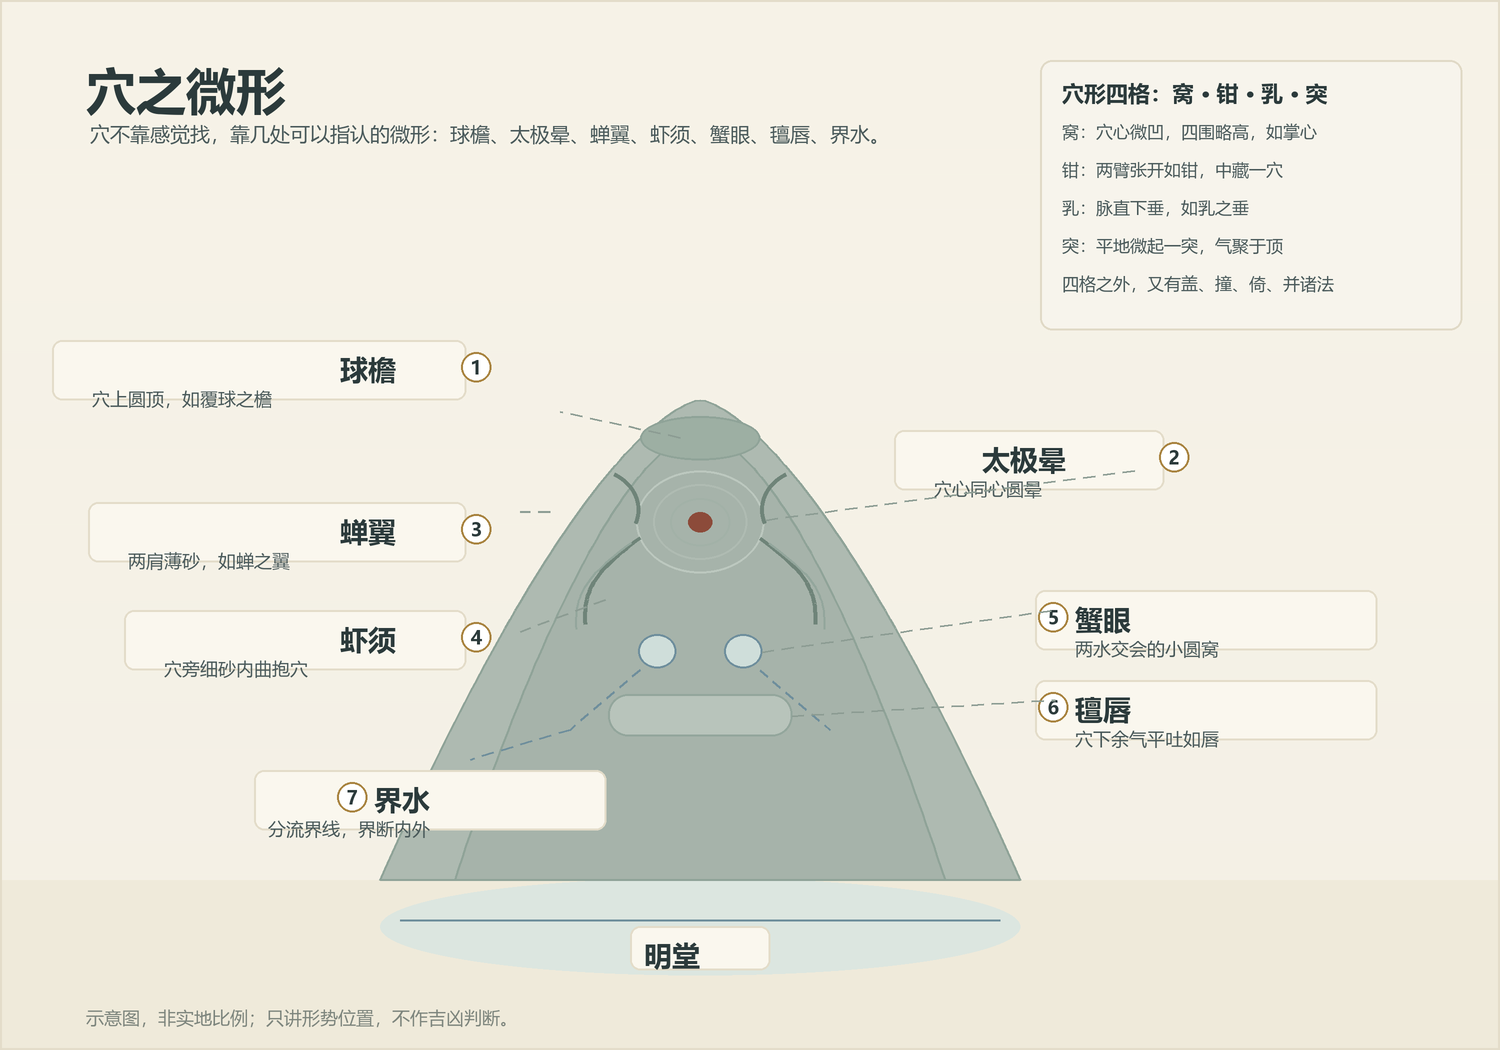 穴之微形
穴不靠感觉找，靠几处可以指认的微形：球檐、太极晕、蝉翼、虾须、蟹眼、毡唇、界水。
穴形四格：窝·钳·乳·突
窝：穴心微凹，四围略高，如掌心
钳：两臂张开如钳，中藏一穴
乳：脉直下垂，如乳之垂
突：平地微起一突，气聚于顶
四格之外，又有盖、撞、倚、并诸法
球檐 1
穴上圆顶，如覆球之檐
太极晕 2
穴心同心圆晕
蝉翼 3
两肩薄砂，如蝉之翼
虾须 4
穴旁细砂内曲抱穴
5 蟹眼
两水交会的小圆窝
6 毡唇
穴下余气平吐如唇
7 界水
分流界线，界断内外
明堂
示意图，非实地比例；只讲形势位置，不作吉凶判断。